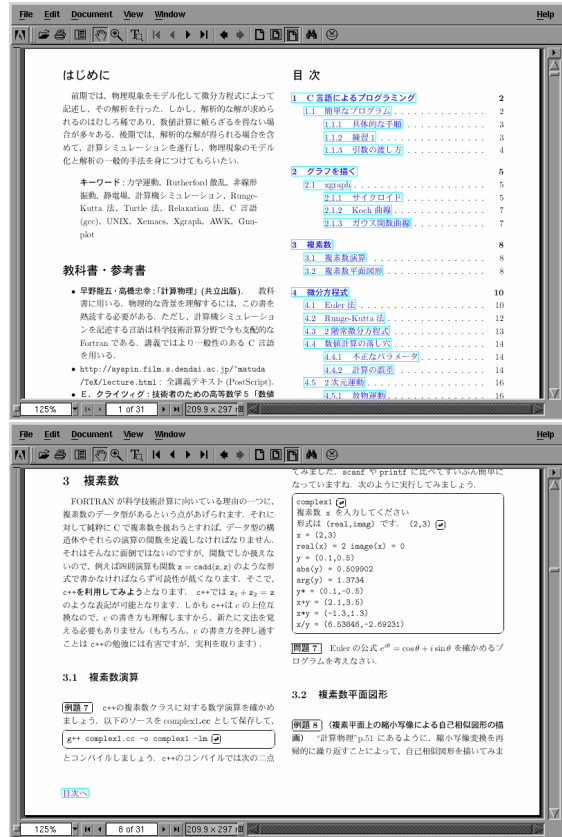 File Edit Document View Window Help
はじめに
前期では，物理現象をモデル化して微分方程式によって
記述し，その解析を行った．しかし，解析的な解が求めら
れるのはむしろ稀であり，数値計算に頼らざるを得ない場
合が多々ある．後期では，解析的な解が得られる場合を含
めて，計算シミュレーションを遂行し，物理現象のモデル
化と解析の一般的手法を身につけてもらいたい．
キーワード：力学運動，Rutherford 散乱，非線形
振動，静電場，計算機シミュレーション，Runge-
Kutta 法，Turtle 法，Relaxation 法，C 言語
(gcc)，UNIX，Xemacs，Xgraph，AWK，Gnu-
plot
教科書・参考書
• 早野龍五・高橋忠幸：「計算物理」(共立出版)． 教科
書に用いる．物理的な背景を理解するには，この書を
熟読する必要がある．ただし，計算機シミュレーショ
ンを記述する言語は科学技術計算分野で今も支配的な
Fortran である．講義ではより一般性のある C 言語
を用いる．
• http://ayapin.film.s.dendai.ac.jp/~matuda
/TeX/lecture.html： 全講義テキスト (PostScript)．
• E．クライツィグ：技術者のための高等数学 5「数値
目 次
1 C 言語によるプログラミング 2
1.1 簡単なプログラム . . . . . . . . . . . . . . . 2
1.1.1 具体的な手順 . . . . . . . . . . . . . 3
1.1.2 練習 1 . . . . . . . . . . . . . . . . . 3
1.1.3 引数の渡し方 . . . . . . . . . . . . . 4
2 グラフを描く 5
2.1 xgraph . . . . . . . . . . . . . . . . . . . . 5
2.1.1 サイクロイド . . . . . . . . . . . . . 5
2.1.2 Koch 曲線 . . . . . . . . . . . . . . . 7
2.1.3 ガウス関数曲線 . . . . . . . . . . . . 7
3 複素数 8
3.1 複素数演算 . . . . . . . . . . . . . . . . . . 8
3.2 複素数平面図形 . . . . . . . . . . . . . . . . 8
4 微分方程式 10
4.1 Euler 法 . . . . . . . . . . . . . . . . . . . . 10
4.2 Runge-Kutta 法 . . . . . . . . . . . . . . . . 12
4.3 2 階常微分方程式 . . . . . . . . . . . . . . . 13
4.4 数値計算の落し穴 . . . . . . . . . . . . . . . 14
4.4.1 不正なパラメータ . . . . . . . . . . . 14
4.4.2 計算の誤差 . . . . . . . . . . . . . . 14
4.5 2 次元運動 . . . . . . . . . . . . . . . . . . 16
4.5.1 放物運動 . . . . . . . . . . . . . . . 16
125% 1 of 31 209.9 x 297
File Edit Document View Window Help
3 複素数
FORTRAN が科学技術計算に向いている理由の一つに，
複素数のデータ型があるという点があげられます．それに
対して純粋に C で複素数を扱おうとすれば，データ型の構
造体やそれらの演算の関数を定義しなければなりません．
それはそんなに面倒ではないのですが，関数でしか扱えな
いので，例えば四則演算も関数 z = cadd(z,z) のような形
式で書かなければならず可読性が低くなります．そこで，
c++を利用してみようとなります． c++では z₁ + z₂ = z
のような表記が可能となります．しかも c++は c の上位互
換なので，c の書き方も理解しますから，新たに文法を覚
える必要もありません（もちろん，c の書き方を押し通す
ことは c++の勉強には有害ですが，実利を取ります）．
3.1 複素数演算
例題 7 c++の複素数クラスに対する数学演算を確かめ
ましょう．以下のソースを complex1.cc として保存して，
g++ complex1.cc -o complex1 -lm
とコンパイルしましょう．c++のコンパイルでは次の二点
目次へ
てみました．scanf や printf に比べてずいぶん簡単に
なっていますね．次のように実行してみましょう．
complex1
複素数 x を入力してください
形式は (real,imag) です． (2,3)
x = (2,3)
real(x) = 2 image(x) = 0
y = (0.1,0.5)
abs(y) = 0.509902
arg(y) = 1.3734
y* = (0.1,-0.5)
x+y = (2.1,3.5)
x*y = (-1.3,1.3)
x/y = (6.53846,-2.69231)
問題 7 Euler の公式 e^{iθ} = cos θ + i sin θ を確かめるプ
ログラムを考えなさい．
3.2 複素数平面図形
例題 8 （複素平面上の縮小写像による自己相似図形の描
画） “計算物理”p.51 にあるように，縮小写像変換を再
帰的に繰り返すことによって，自己相似図形を描いてみま
125% 8 of 31 209.9 x 297